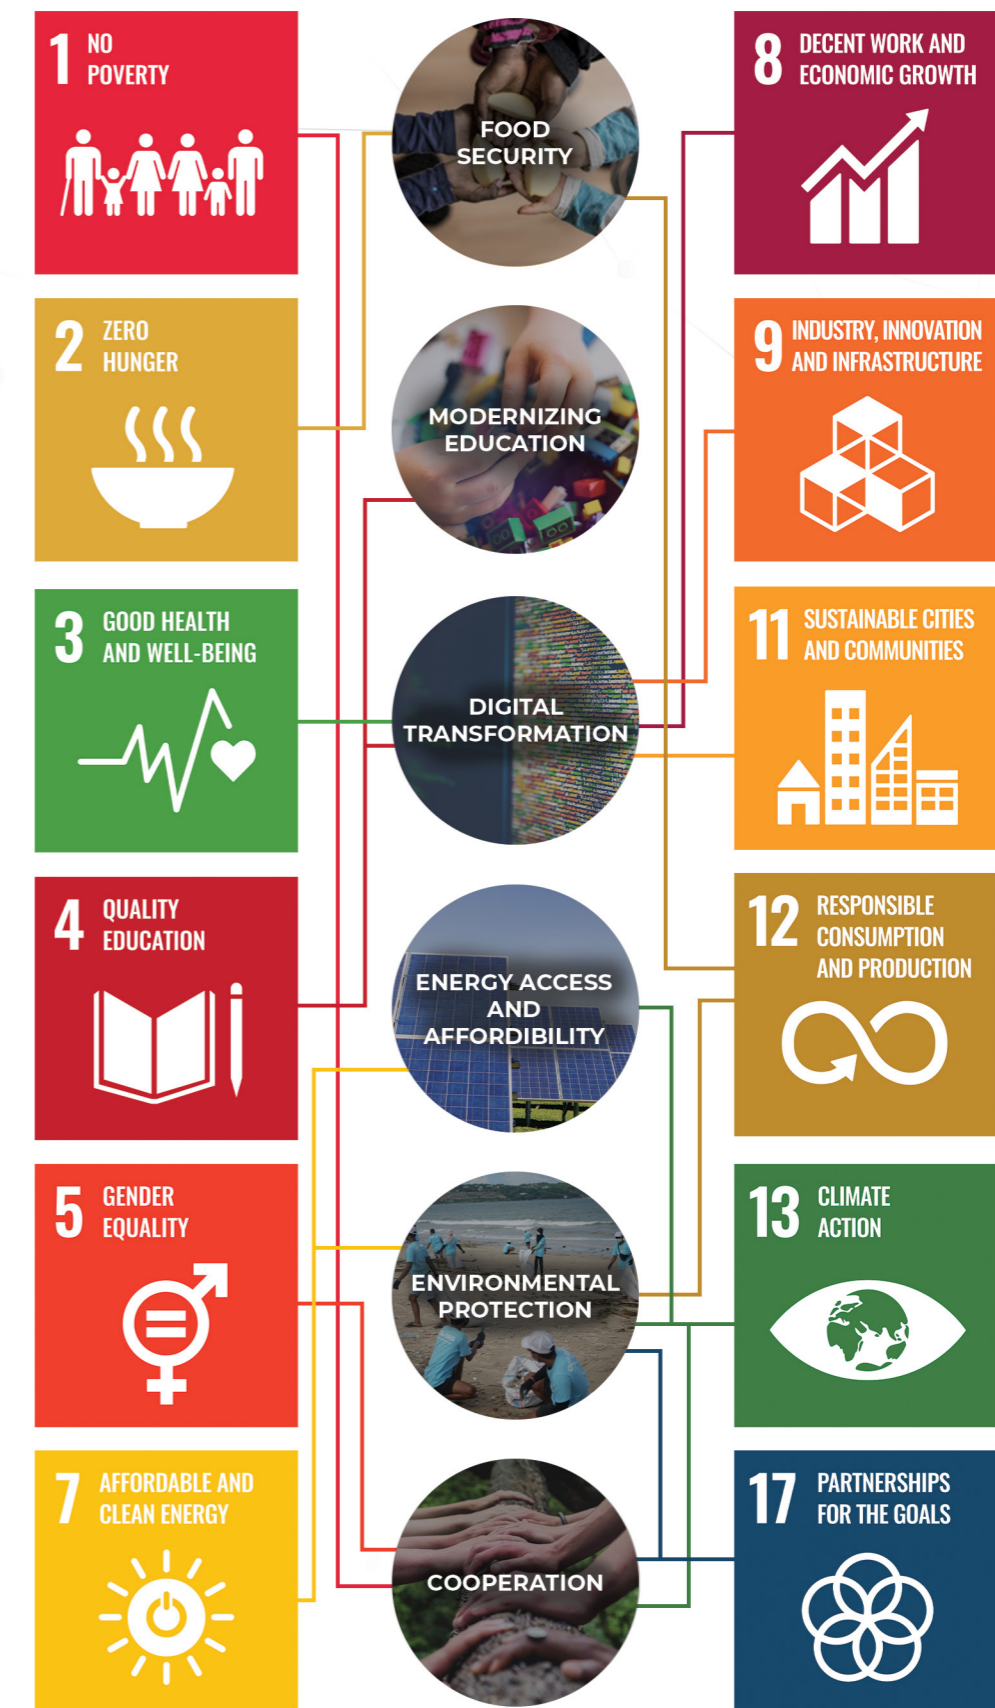 1 NO
POVERTY
2 ZERO
HUNGER
3 GOOD HEALTH
AND WELL-BEING
4 QUALITY
EDUCATION
5 GENDER
EQUALITY
7 AFFORDABLE AND
CLEAN ENERGY
FOOD
SECURITY
MODERNIZING
EDUCATION
DIGITAL
TRANSFORMATION
ENERGY ACCESS
AND
AFFORDIBILITY
ENVIRONMENTAL
PROTECTION
COOPERATION
8 DECENT WORK AND
ECONOMIC GROWTH
9 INDUSTRY, INNOVATION
AND INFRASTRUCTURE
11 SUSTAINABLE CITIES
AND COMMUNITIES
12 RESPONSIBLE
CONSUMPTION
AND PRODUCTION
13 CLIMATE
ACTION
17 PARTNERSHIPS
FOR THE GOALS